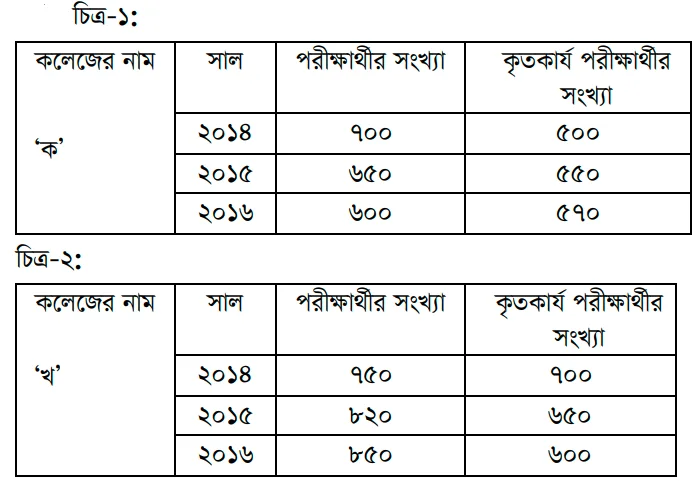 চিত্র-১:
কলেজের নাম সাল পরীক্ষার্থীর সংখ্যা কৃতকার্য পরীক্ষার্থীর
সংখ্যা
‘ক’
২০১৪ ৭০০ ৫০০
২০১৫ ৬৫০ ৫৫০
২০১৬ ৬০০ ৫৭০
চিত্র-২:
কলেজের নাম সাল পরীক্ষার্থীর সংখ্যা কৃতকার্য পরীক্ষার্থীর
সংখ্যা
‘খ’ ২০১৪ ৭৫০ ৭০০
২০১৫ ৮২০ ৬৫০
২০১৬ ৮৫০ ৬০০